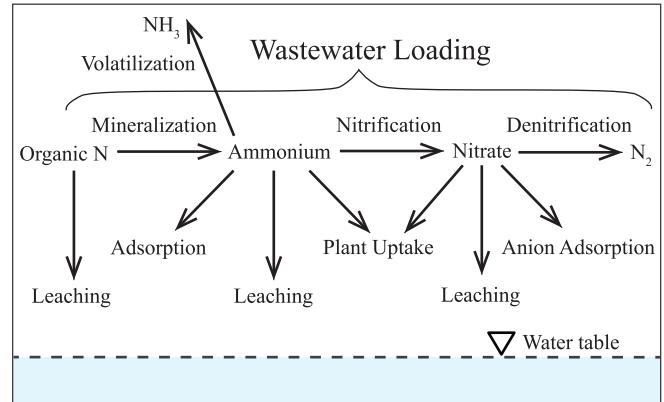 NH3
Volatilization
Wastewater Loading
Mineralization
Nitrification
Denitrification
Organic N
Ammonium
Nitrate
N2
Adsorption
Plant Uptake
Anion Adsorption
Leaching
Leaching
Leaching
Water table